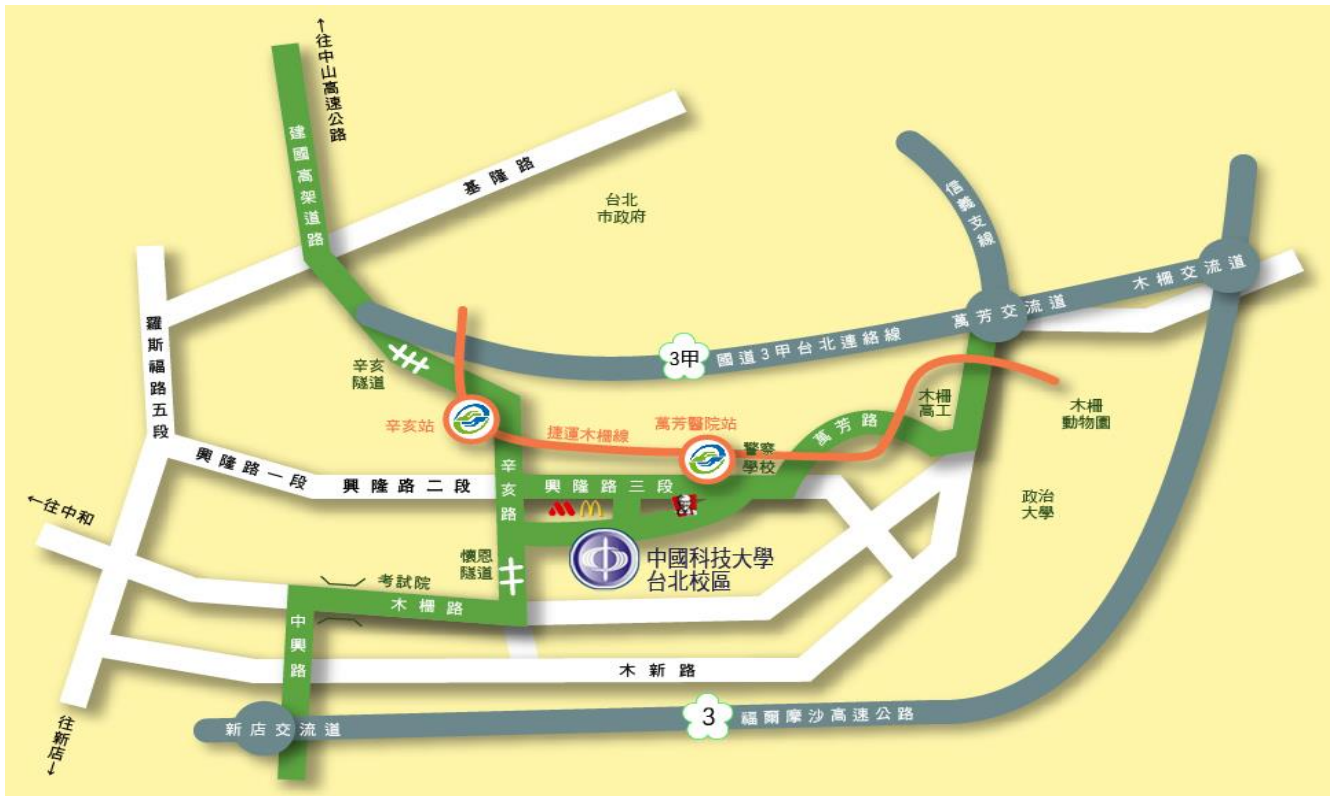 ←往中山高速公路
建國高架道路
基隆路
台北
市政府
信義支線
木柵交流道
萬芳交流道
國道3甲台北連絡線
3甲
羅斯福路五段
辛亥
隧道
辛亥站
捷運木柵線
萬芳醫院站
警察
學校
萬芳路
木柵
高工
木柵
動物園
政治
大學
興隆路一段
興隆路二段
興隆路三段
辛亥路
←往中和
懷恩
隧道
中國科技大學
台北校區
考試院
木柵路
中興路
木新路
新店交流道
3
福爾摩沙高速公路
往新店→
KFC